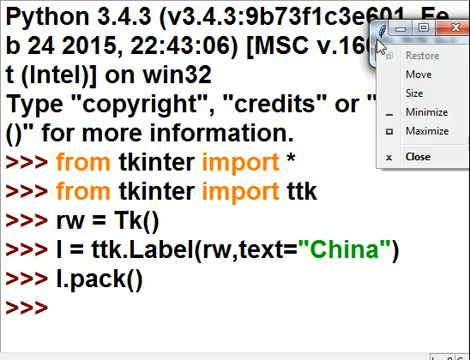 Python 3.4.3 (v3.4.3:9b73f1c3e601, Fe
b 24 2015, 22:43:06) [MSC v.160
t (Intel)] on win32
Type "copyright", "credits" or "
()" for more information.
>>> from tkinter import *
>>> from tkinter import ttk
>>> rw = Tk()
>>> l = ttk.Label(rw,text="China")
>>> l.pack()
>>>
Restore
Move
Size
Minimize
Maximize
Close